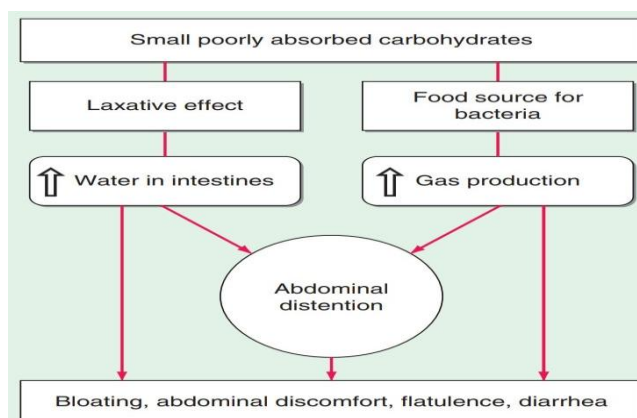 Small poorly absorbed carbohydrates
Laxative effect
Food source for
bacteria
Water in intestines
Gas production
Abdominal
distention
Bloating, abdominal discomfort, flatulence, diarrhea